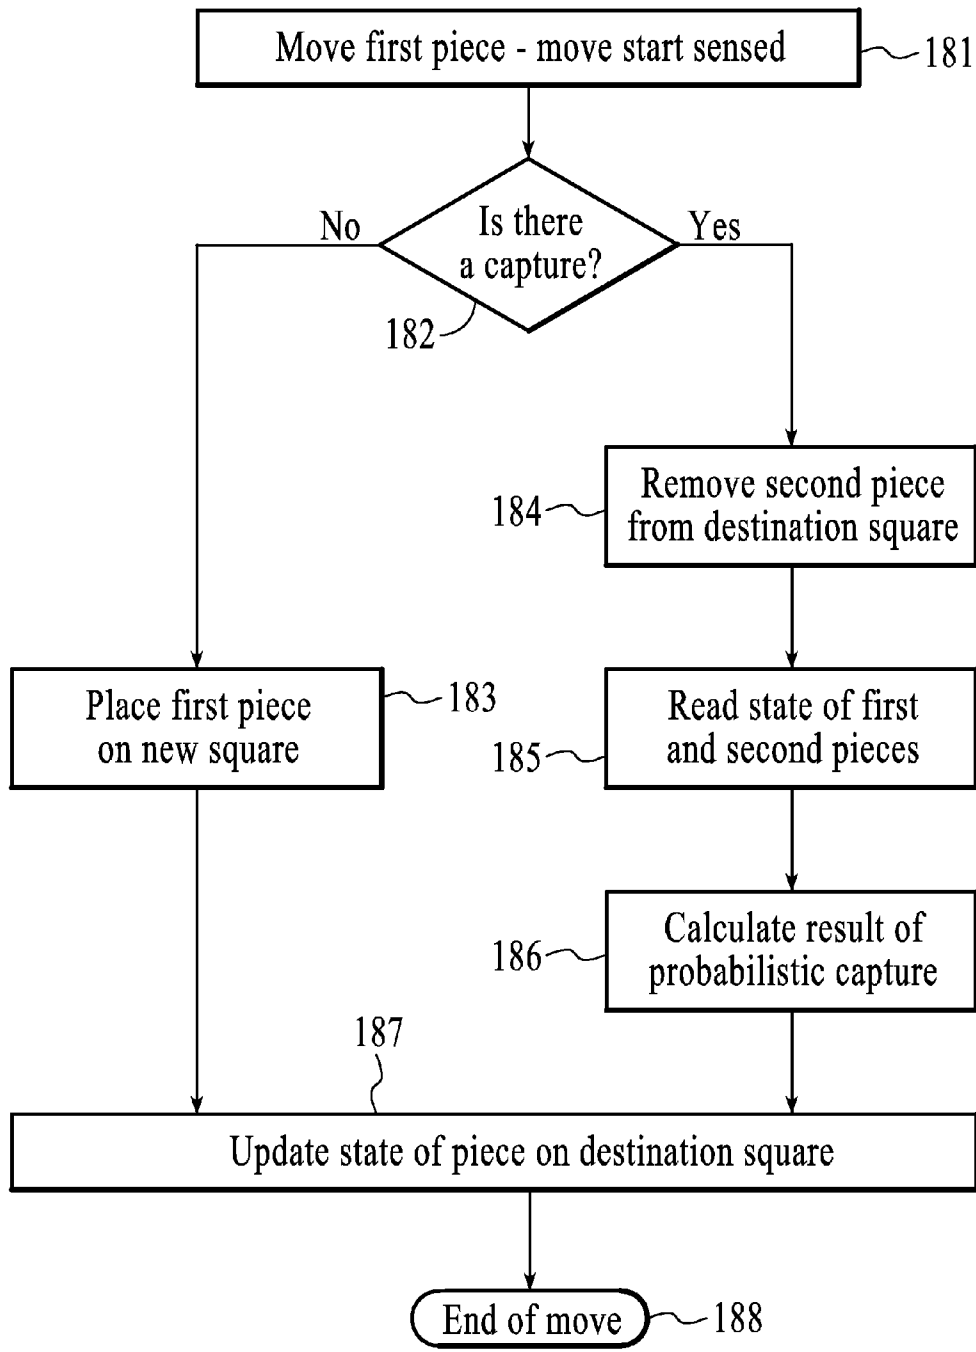 Move first piece - move start sensed
181
Is there
a capture?
No
Yes
182
Remove second piece
from destination square
184
Place first piece
on new square
183
Read state of first
and second pieces
185
Calculate result of
probabilistic capture
186
187
Update state of piece on destination square
End of move
188